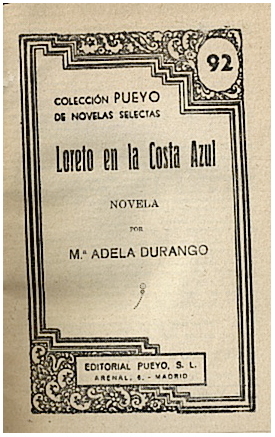 92
COLECCIÓN PUEYO
DE NOVELAS SELECTAS
Loreto en la Costa Azul
NOVELA
POR
M.ª ADELA DURANGO
EDITORIAL PUEYO, S. L.
ARENAL, 6. - MADRID